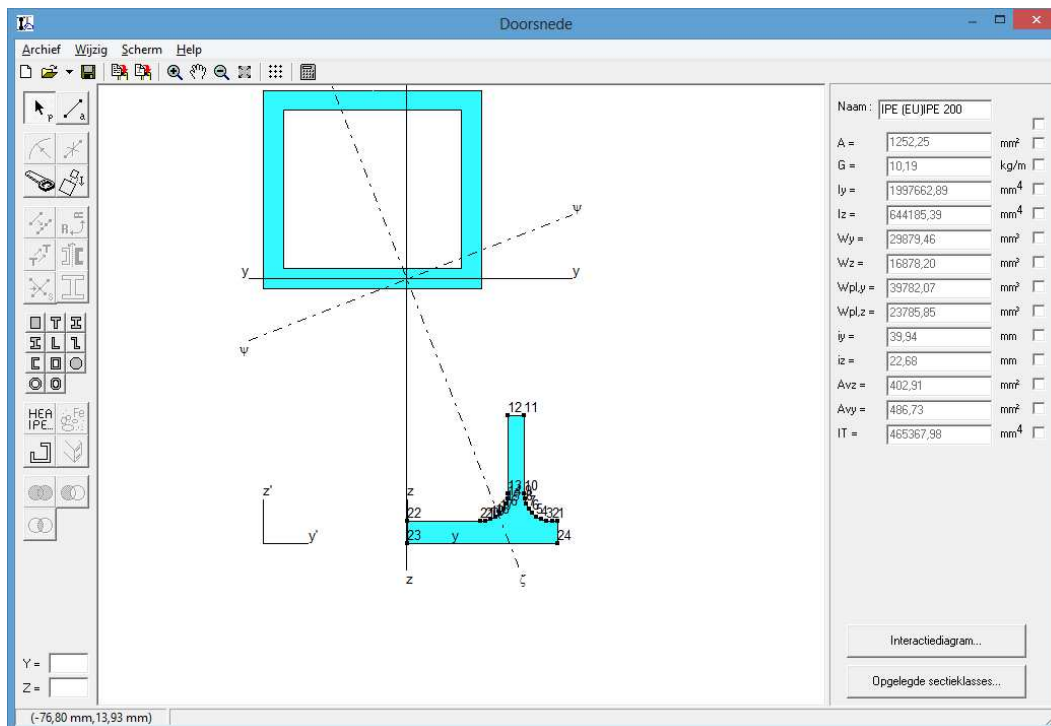 Doorsnede
Archief Wijzig Scherm Help
Naam : IPE (EU)IPE 200
A = 1252,25 mm²
G = 10,19 kg/m
Iy = 1997662,89 mm4
Iz = 644185,39 mm4
Wy = 29879,46 mm³
Wz = 16878,20 mm³
Wpl,y = 39782,07 mm³
Wpl,z = 23785,85 mm³
iy = 39,94 mm
iz = 22,68 mm
Avz = 402,91 mm²
Avy = 486,73 mm²
IT = 465367,98 mm4
Ψ
y y
Ψ
12 11
13 10
z' z
22 21
y' 23 y 24
z ζ
HEA
IPE...
Fe
Interactiediagram...
Opgelegde sectieklasses...
Y =
Z =
(-76,80 mm,13,93 mm)